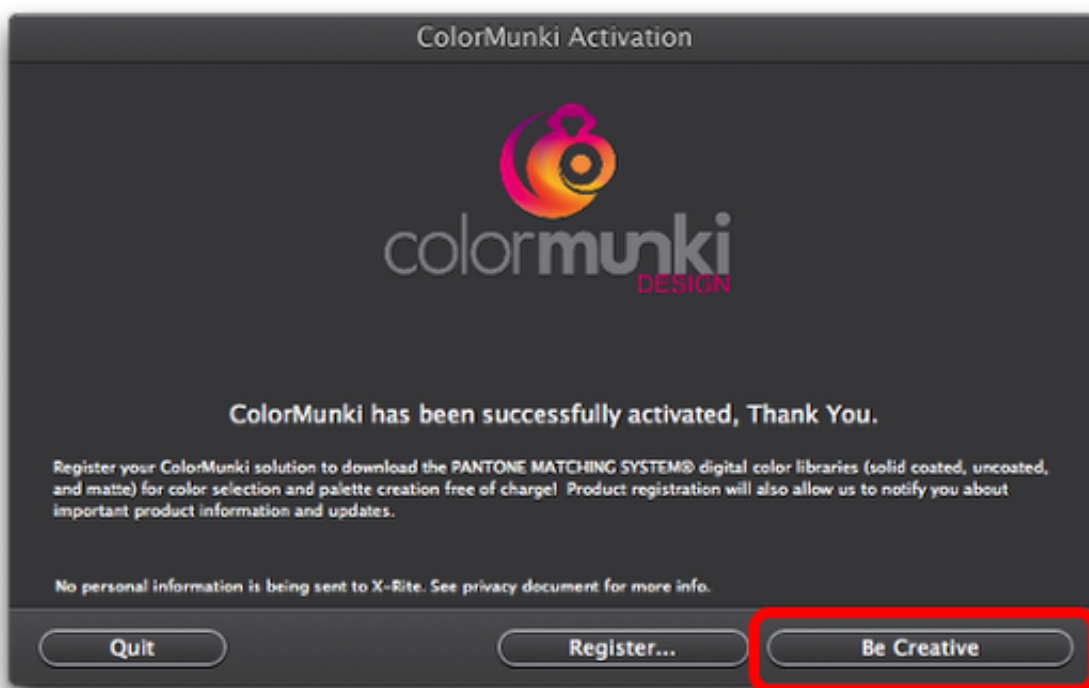 ColorMunki Activation
colormunki
DESIGN
ColorMunki has been successfully activated, Thank You.
Register your ColorMunki solution to download the PANTONE MATCHING SYSTEM® digital color libraries (solid coated, uncoated,
and matte) for color selection and palette creation free of charge! Product registration will also allow us to notify you about
important product information and updates.
No personal information is being sent to X-Rite. See privacy document for more info.
Quit Register... Be Creative